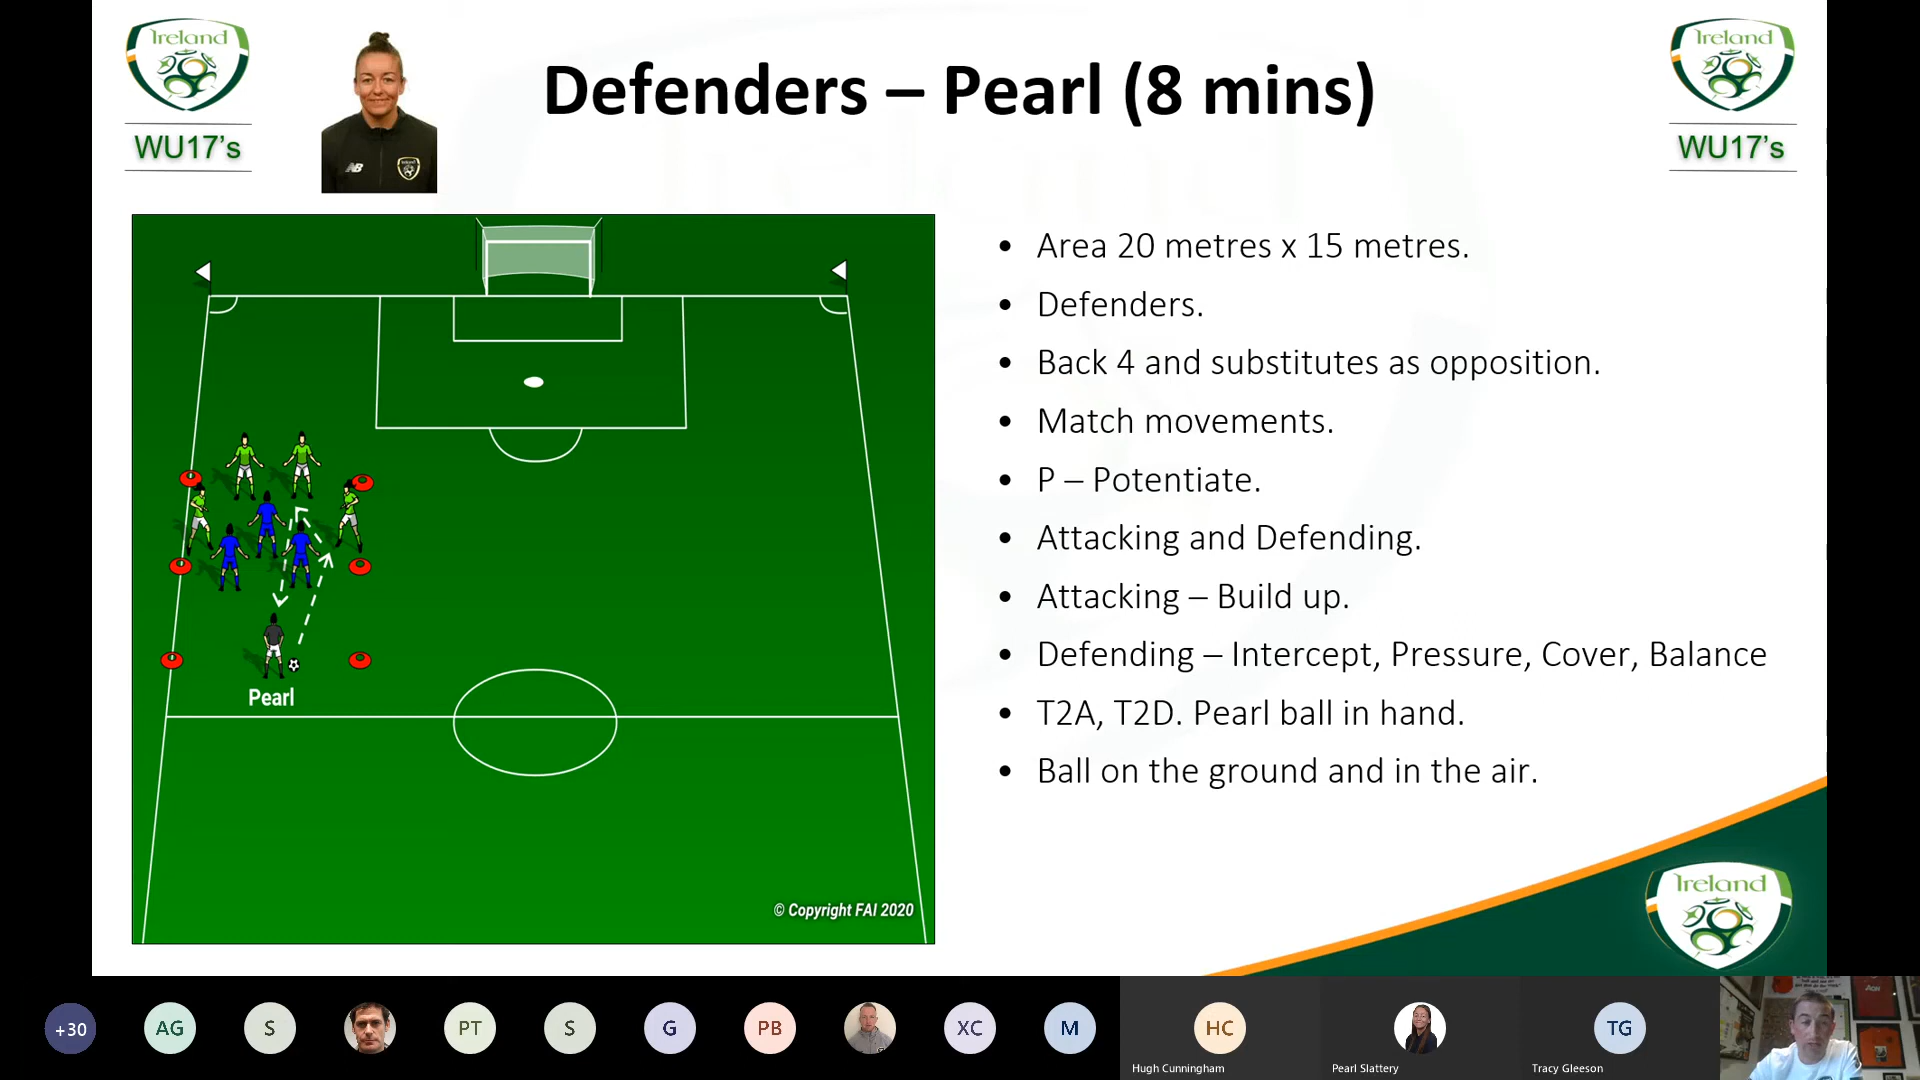 Ireland
WU17's
Defenders – Pearl (8 mins)
Ireland
WU17's
NB
Pearl
© Copyright FAI 2020
• Area 20 metres x 15 metres.
• Defenders.
• Back 4 and substitutes as opposition.
• Match movements.
• P – Potentiate.
• Attacking and Defending.
• Attacking – Build up.
• Defending – Intercept, Pressure, Cover, Balance
• T2A, T2D. Pearl ball in hand.
• Ball on the ground and in the air.
Ireland
+30
AG
S
PT
S
G
PB
XC
M
HC
Hugh Cunningham
Pearl Slattery
TG
Tracy Gleeson
AON